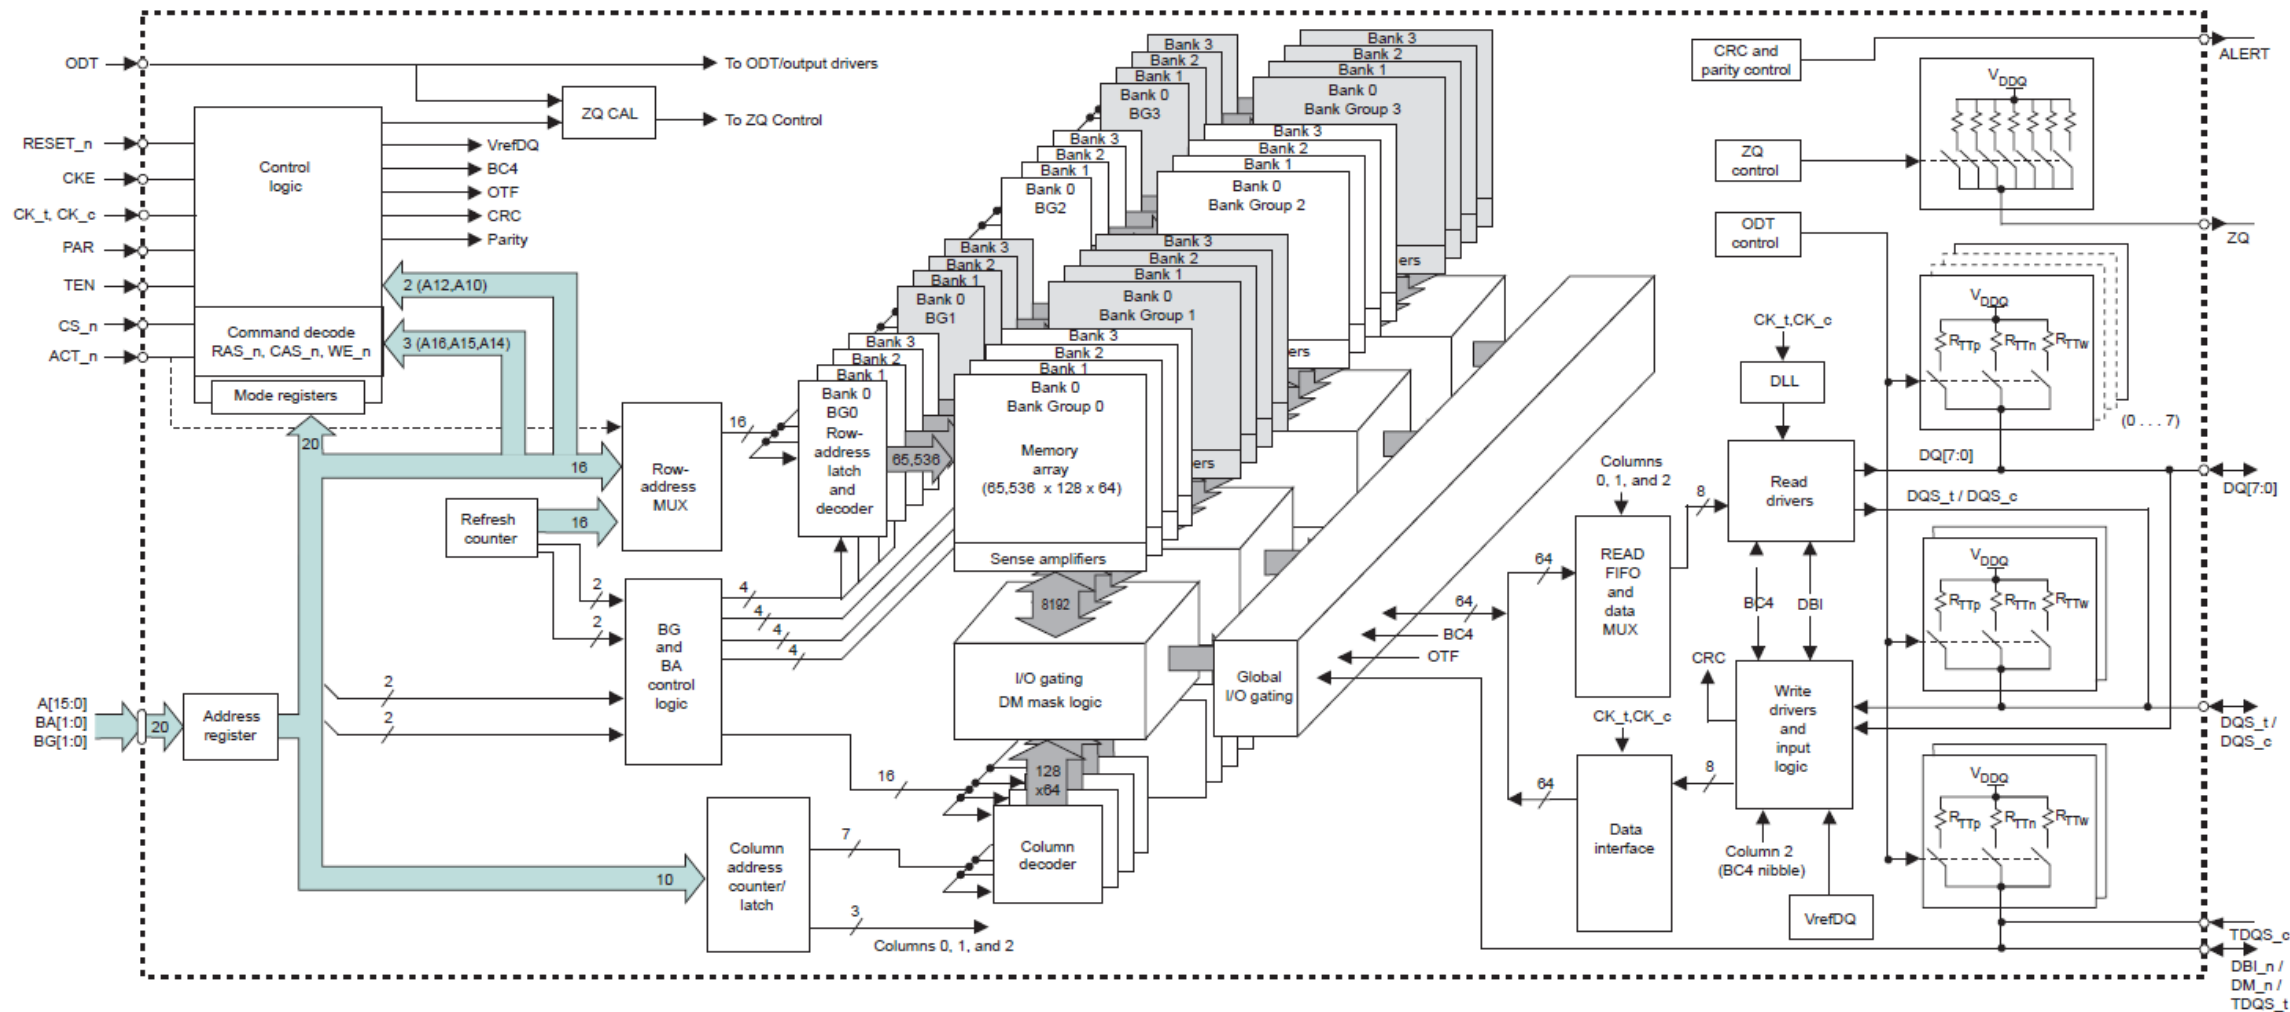 ODT
To ODT/output drivers
ZQ CAL
To ZQ Control
RESET_n
CKE
CK_t, CK_c
PAR
TEN
CS_n
ACT_n
Control
logic
VrefDQ
BC4
OTF
CRC
Parity
2 (A12,A10)
Command decode
RAS_n, CAS_n, WE_n
3 (A16,A15,A14)
Mode registers
20
16
Row-
address
MUX
16
Refresh
counter
16
2
2
BG
and
BA
control
logic
4
4
4
4
2
2
A[15:0]
BA[1:0]
BG[1:0]
20
Address
register
16
10
Column
address
counter/
latch
7
3
Columns 0, 1, and 2
Column
decoder
128
x64
Bank 3
Bank 2
Bank 1
Bank 0
BG3
Bank 3
Bank 2
Bank 1
Bank 0
BG2
Bank 3
Bank 2
Bank 1
Bank 0
BG1
Bank 3
Bank 2
Bank 1
Bank 0
BG0
Row-
address
latch
and
decoder
65,536
Bank 3
Bank 2
Bank 1
Bank 0
Bank Group 3
ers
Bank 3
Bank 2
Bank 1
Bank 0
Bank Group 2
ers
Bank 3
Bank 2
Bank 1
Bank 0
Bank Group 1
ers
Bank 3
Bank 2
Bank 1
Bank 0
Bank Group 0
Memory
array
(65,536 x 128 x 64)
Sense amplifiers
8192
I/O gating
DM mask logic
Global
I/O gating
64
BC4
OTF
64
64
Columns
0, 1, and 2
READ
FIFO
and
data
MUX
8
CK_t,CK_c
Data
interface
8
CK_t,CK_c
DLL
Read
drivers
BC4
DBI
CRC
Write
drivers
and
input
logic
Column 2
(BC4 nibble)
VrefDQ
CRC and
parity control
ALERT
ZQ
control
VDDQ
ZQ
ODT
control
VDDQ
RTTp
RTTn
RTTw
(0 . . . 7)
DQ[7:0]
DQ[7:0]
DQS_t / DQS_c
VDDQ
RTTp
RTTn
RTTw
DQS_t /
DQS_c
VDDQ
RTTp
RTTn
RTTw
TDQS_c
DBI_n /
DM_n /
TDQS_t